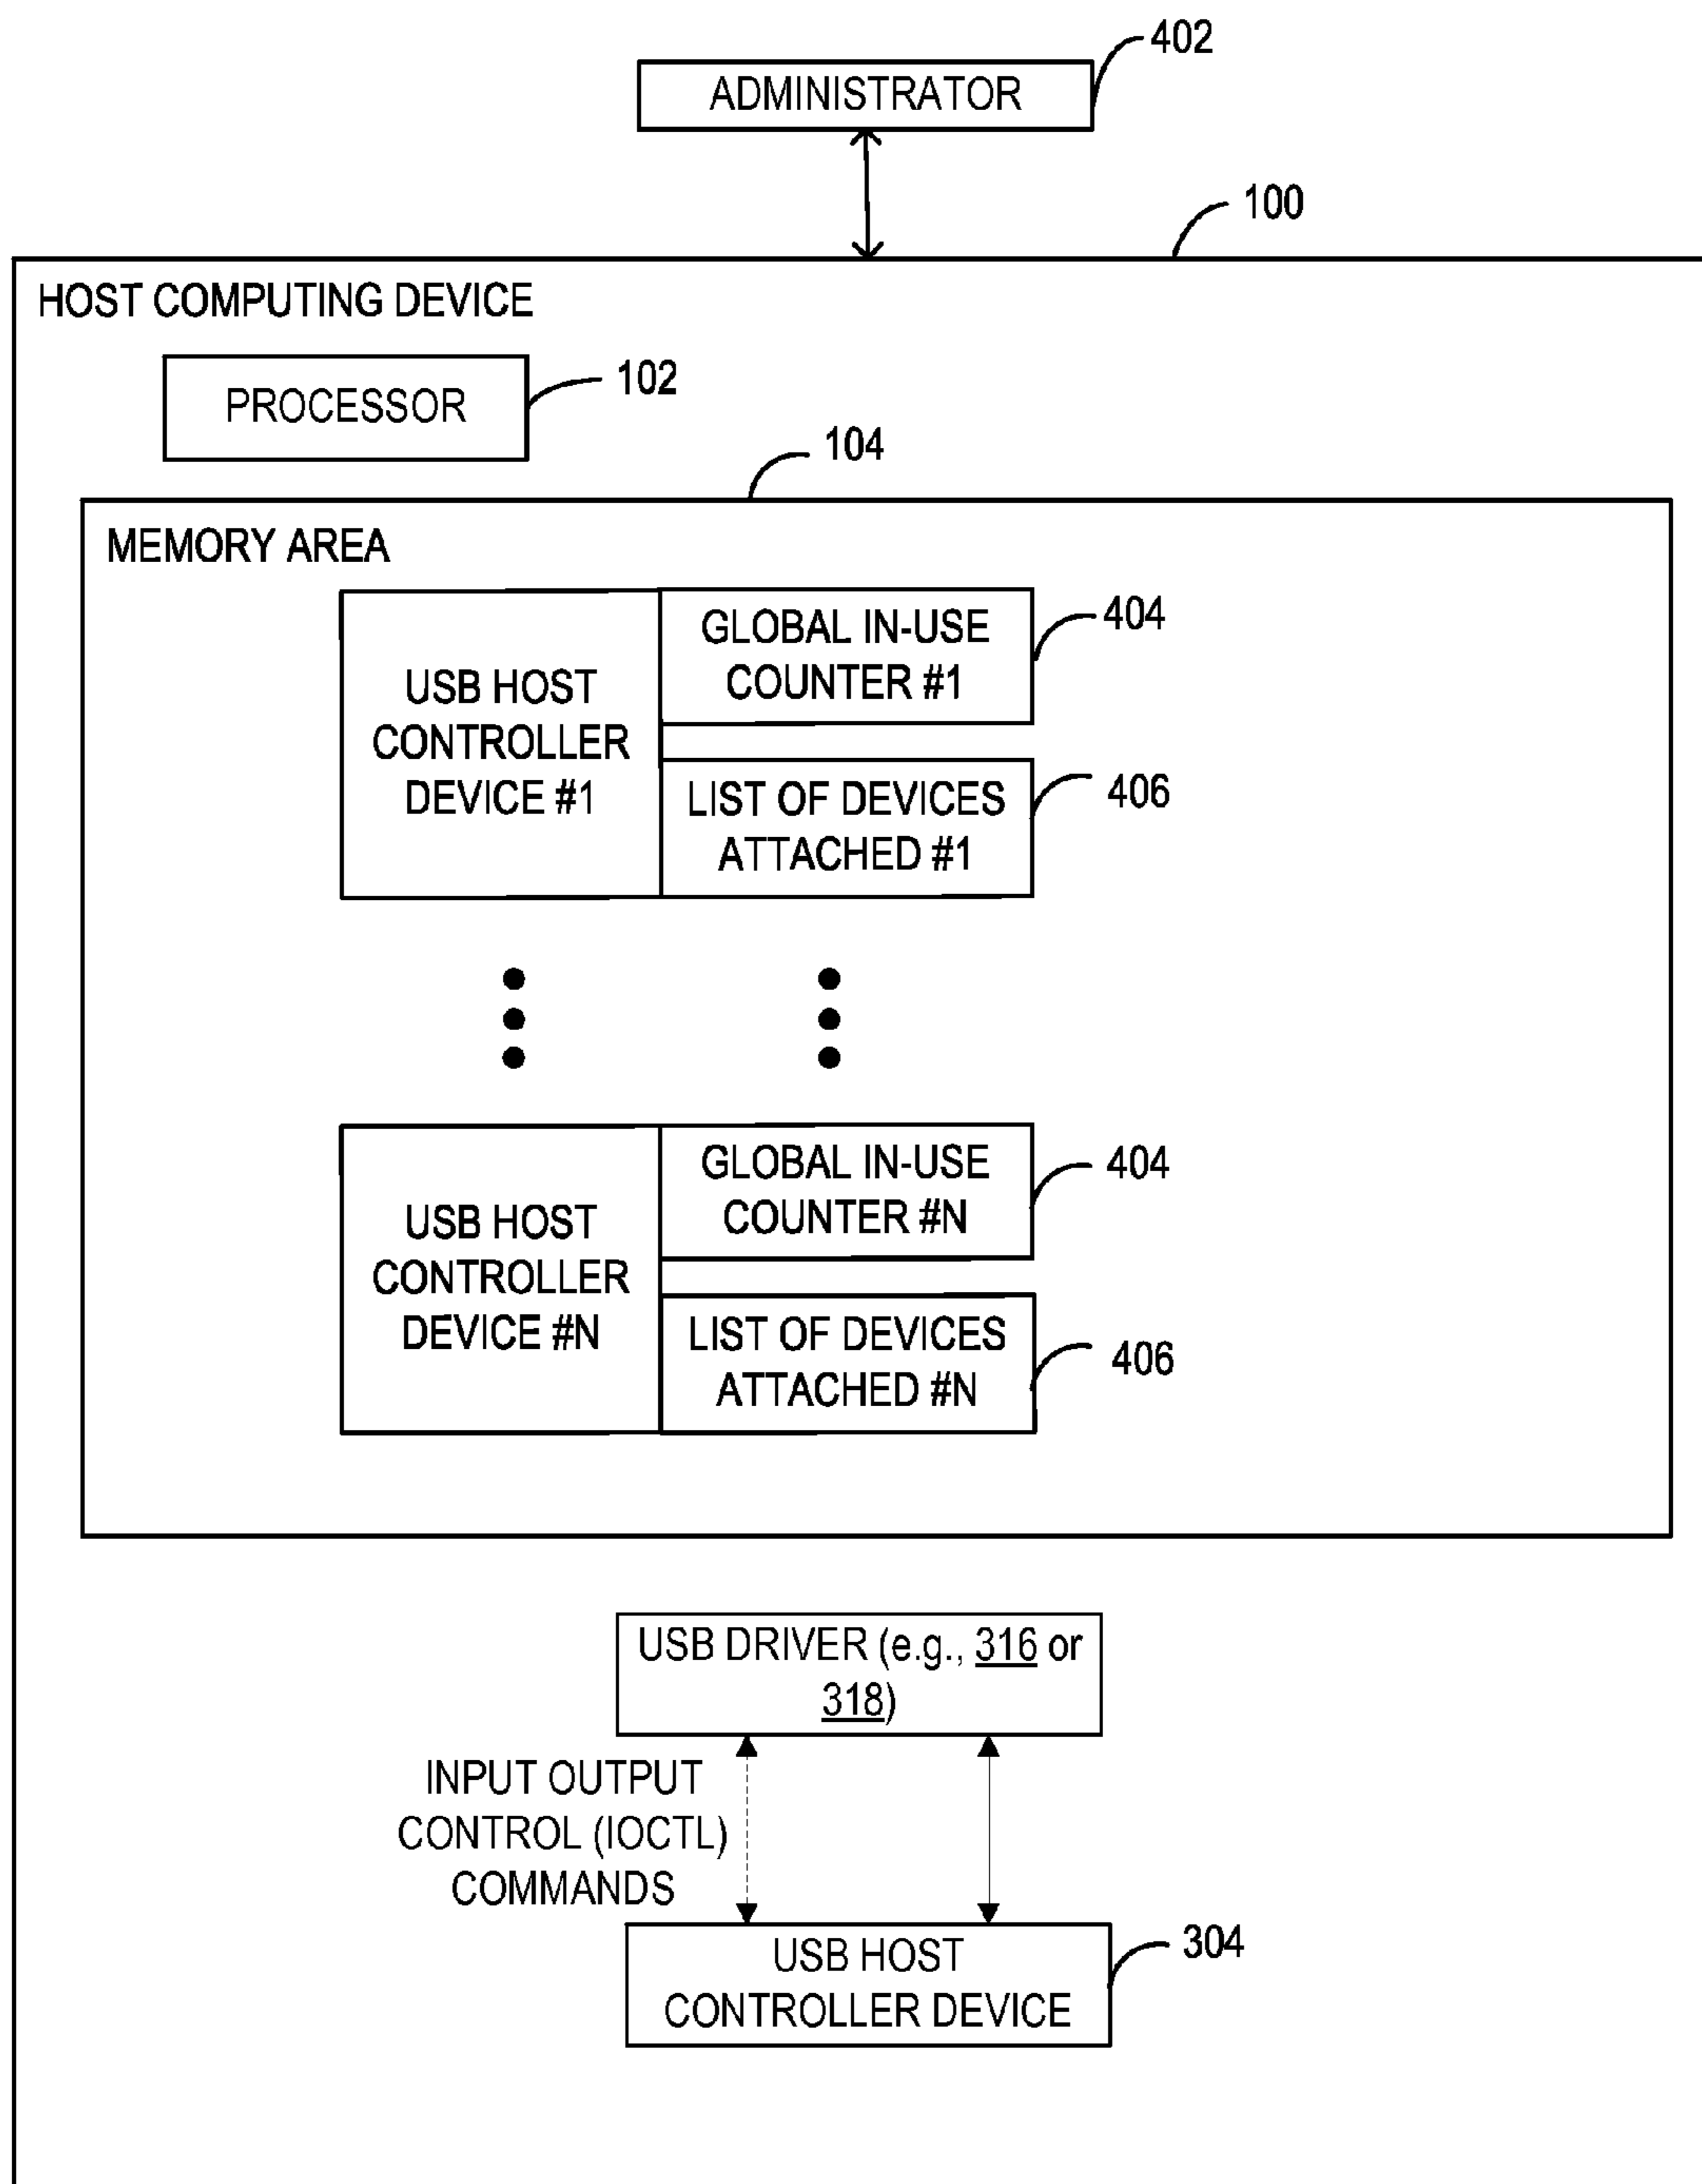 402
ADMINISTRATOR
100
HOST COMPUTING DEVICE
PROCESSOR
102
104
MEMORY AREA
USB HOST
CONTROLLER
DEVICE #1
GLOBAL IN-USE
COUNTER #1
404
LIST OF DEVICES
ATTACHED #1
406
USB HOST
CONTROLLER
DEVICE #N
GLOBAL IN-USE
COUNTER #N
404
LIST OF DEVICES
ATTACHED #N
406
USB DRIVER (e.g., 316 or
318)
INPUT OUTPUT
CONTROL (IOCTL)
COMMANDS
USB HOST
CONTROLLER DEVICE
304